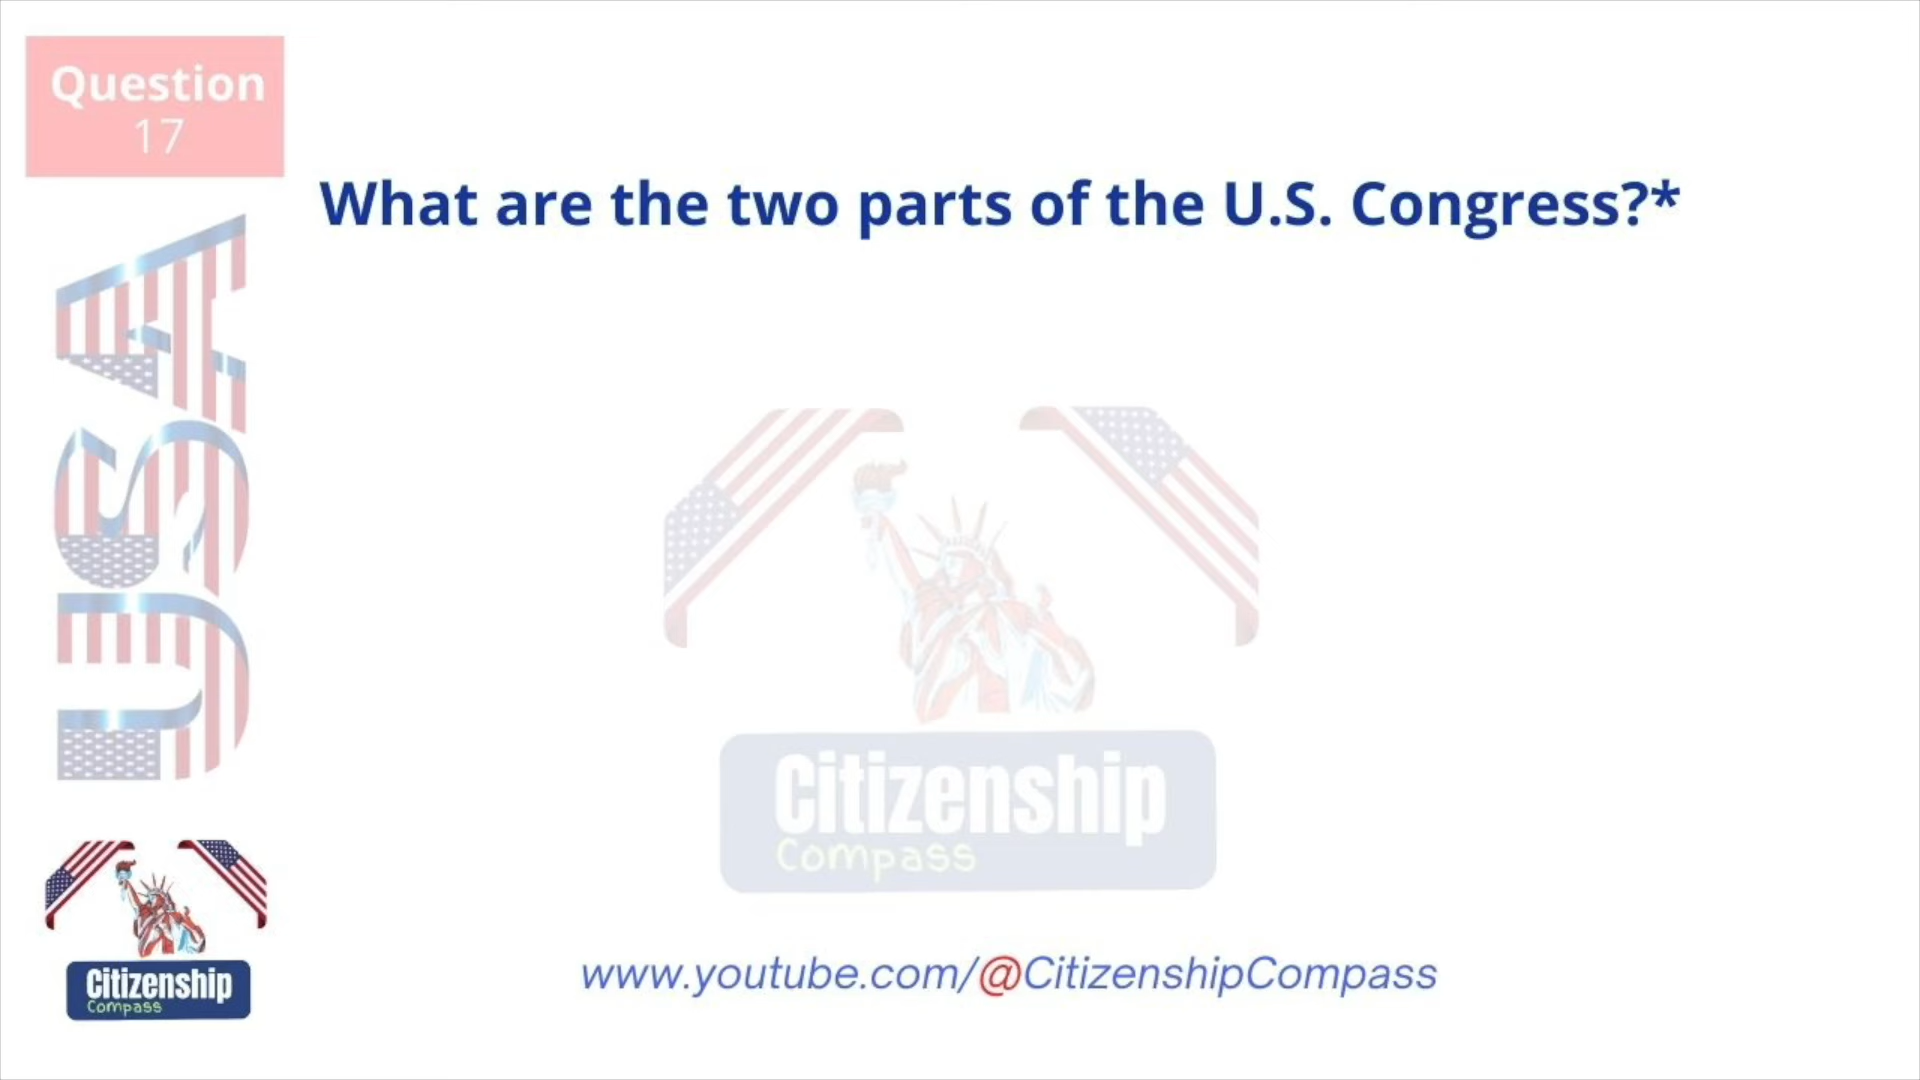 Question
17
What are the two parts of the U.S. Congress?*
USA
Citizenship
Compass
Citizenship
Compass
www.youtube.com/@CitizenshipCompass